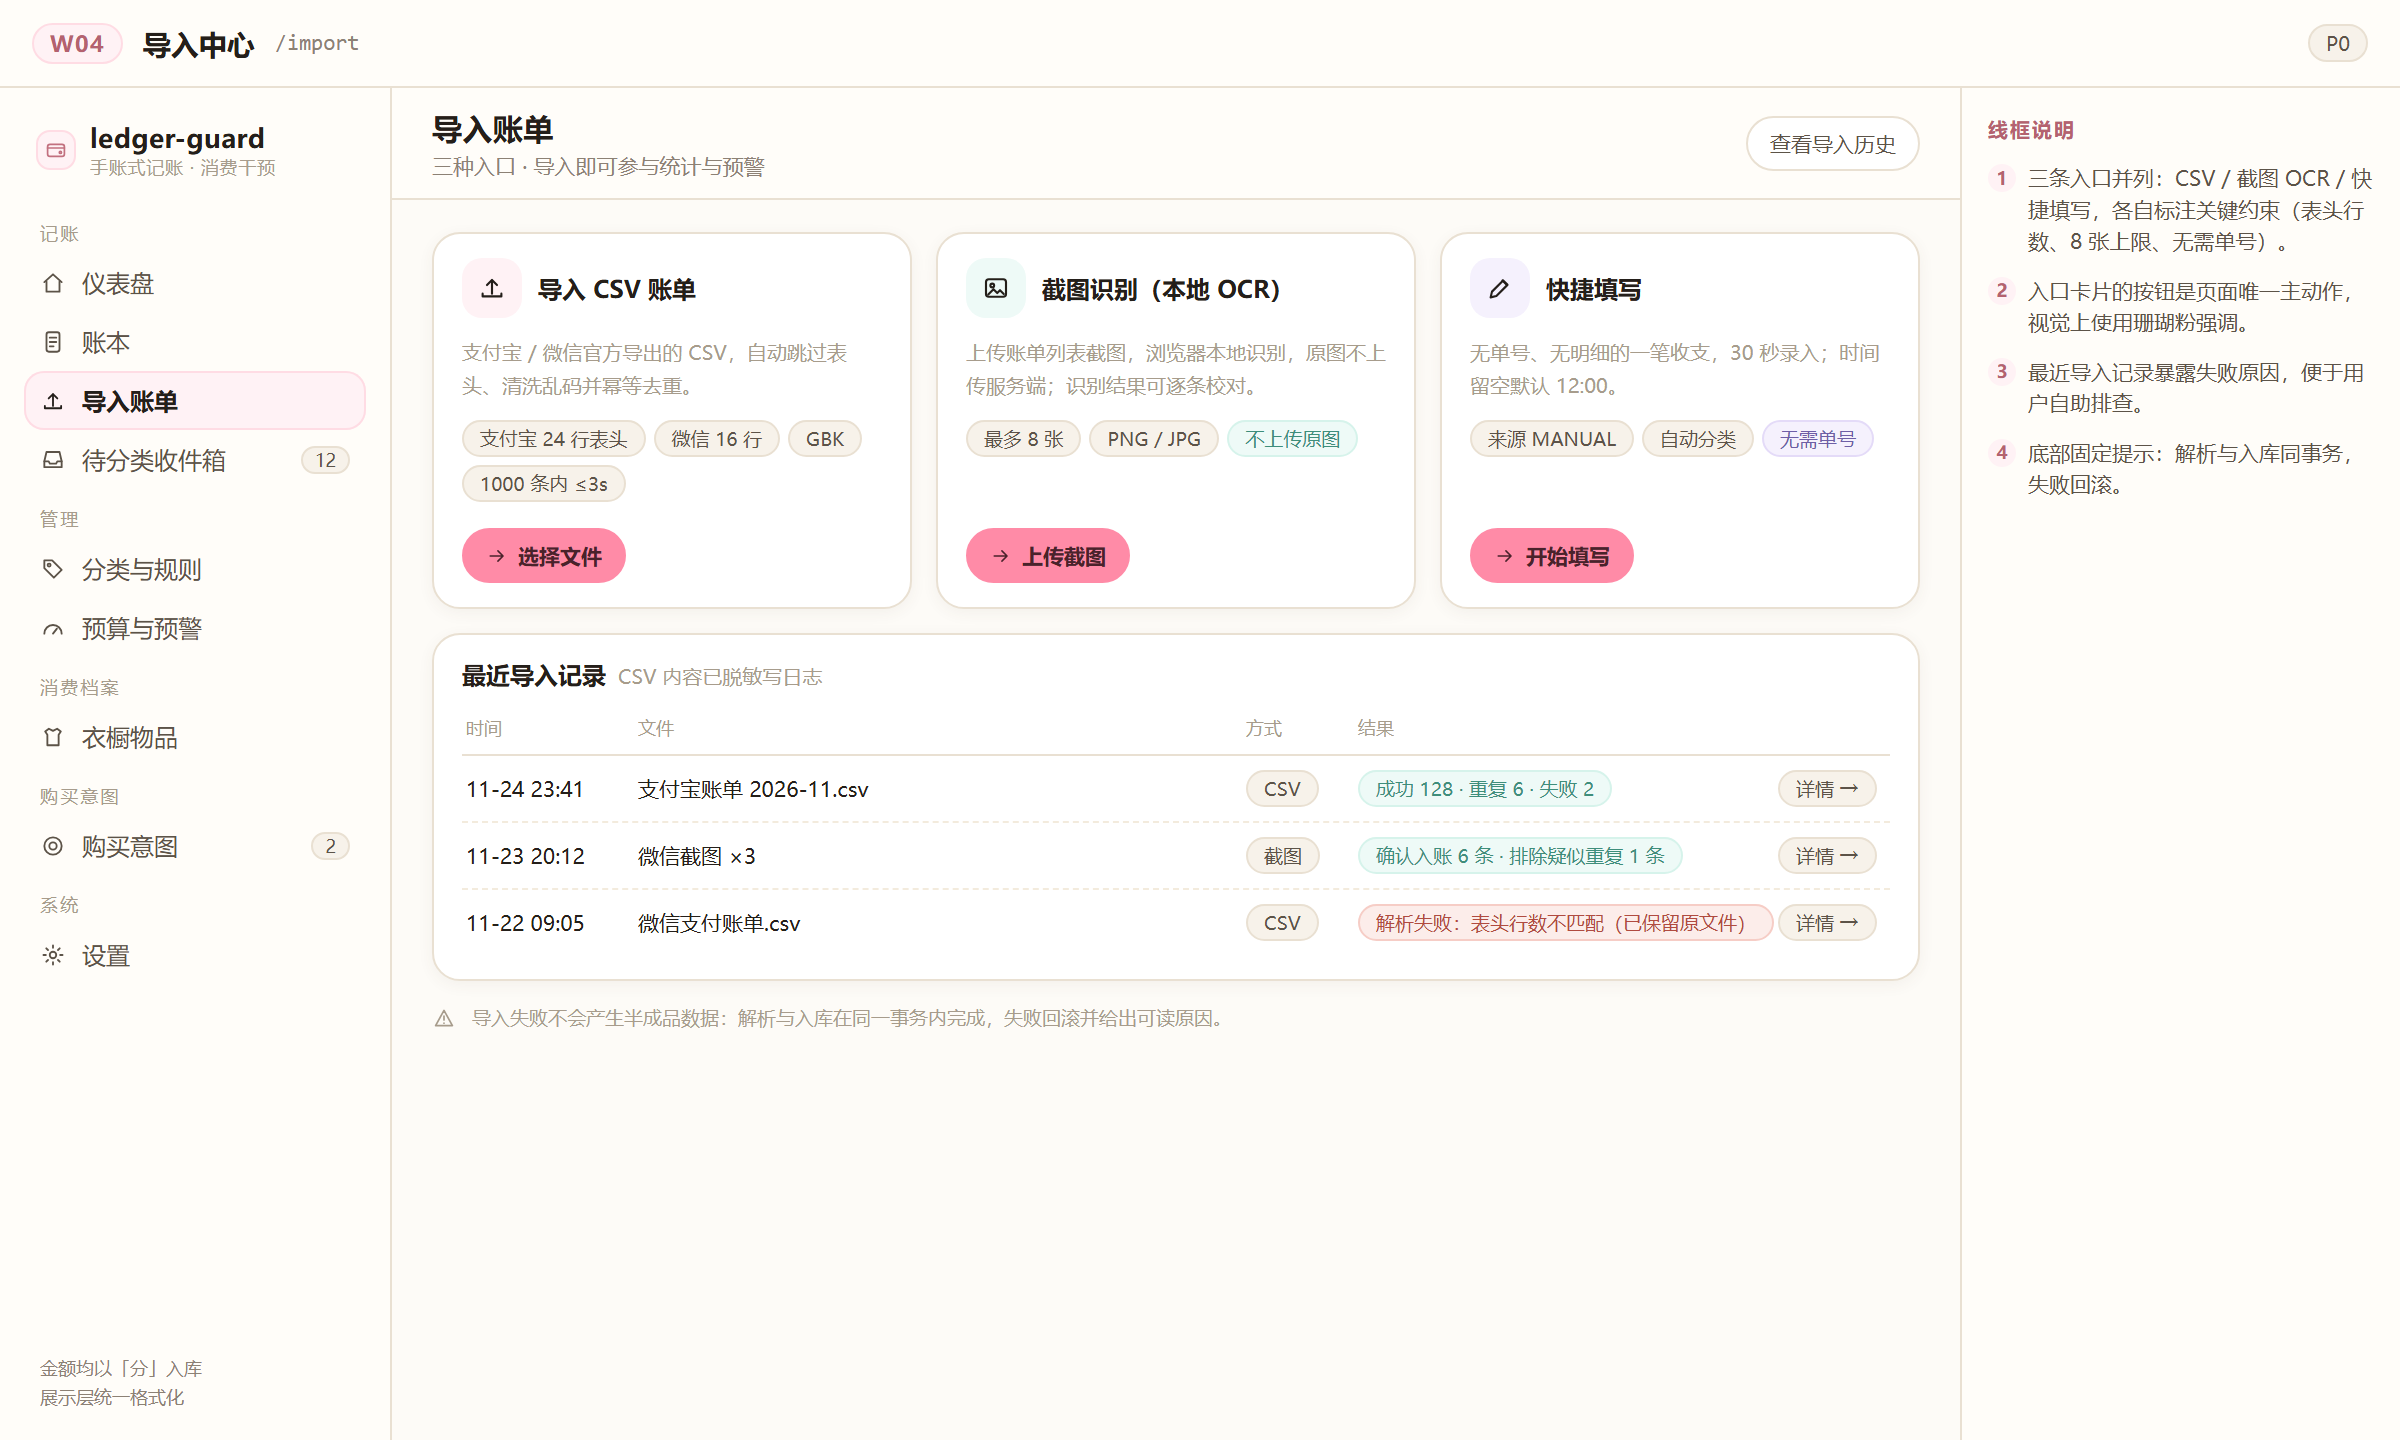 W04 导入中心 /import
P0
ledger-guard
手账式记账 · 消费干预
记账
仪表盘
账本
导入账单
待分类收件箱 12
管理
分类与规则
预算与预警
消费档案
衣橱物品
购买意图
购买意图 2
系统
设置
金额均以「分」入库
展示层统一格式化
导入账单
三种入口 · 导入即可参与统计与预警
查看导入历史
导入 CSV 账单
支付宝 / 微信官方导出的 CSV，自动跳过表
头、清洗乱码并幂等去重。
支付宝 24 行表头 微信 16 行 GBK
1000 条内 ≤3s
→ 选择文件
截图识别（本地 OCR）
上传账单列表截图，浏览器本地识别，原图不上
传服务端；识别结果可逐条校对。
最多 8 张 PNG / JPG 不上传原图
→ 上传截图
快捷填写
无单号、无明细的一笔收支，30 秒录入；时间
留空默认 12:00。
来源 MANUAL 自动分类 无需单号
→ 开始填写
最近导入记录 CSV 内容已脱敏写日志
时间 文件 方式 结果
11-24 23:41 支付宝账单 2026-11.csv CSV 成功 128 · 重复 6 · 失败 2 详情 →
11-23 20:12 微信截图 ×3 截图 确认入账 6 条 · 排除疑似重复 1 条 详情 →
11-22 09:05 微信支付账单.csv CSV 解析失败：表头行数不匹配（已保留原文件） 详情 →
导入失败不会产生半成品数据：解析与入库在同一事务内完成，失败回滚并给出可读原因。
线框说明
1 三条入口并列：CSV / 截图 OCR / 快
捷填写，各自标注关键约束（表头行
数、8 张上限、无需单号）。
2 入口卡片的按钮是页面唯一主动作，
视觉上使用珊瑚粉强调。
3 最近导入记录暴露失败原因，便于用
户自助排查。
4 底部固定提示：解析与入库同事务，
失败回滚。